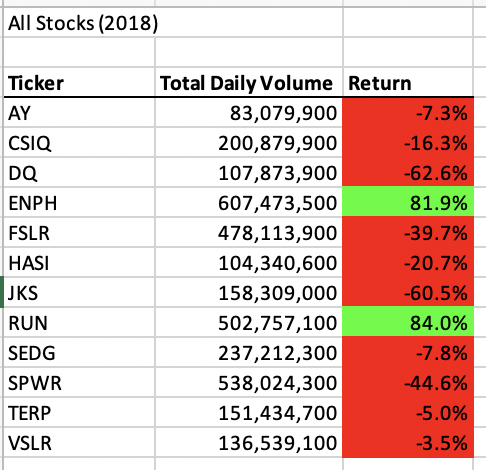 All Stocks (2018)
Ticker Total Daily Volume Return
AY 83,079,900 -7.3%
CSIQ 200,879,900 -16.3%
DQ 107,873,900 -62.6%
ENPH 607,473,500 81.9%
FSLR 478,113,900 -39.7%
HASI 104,340,600 -20.7%
JKS 158,309,000 -60.5%
RUN 502,757,100 84.0%
SEDG 237,212,300 -7.8%
SPWR 538,024,300 -44.6%
TERP 151,434,700 -5.0%
VSLR 136,539,100 -3.5%